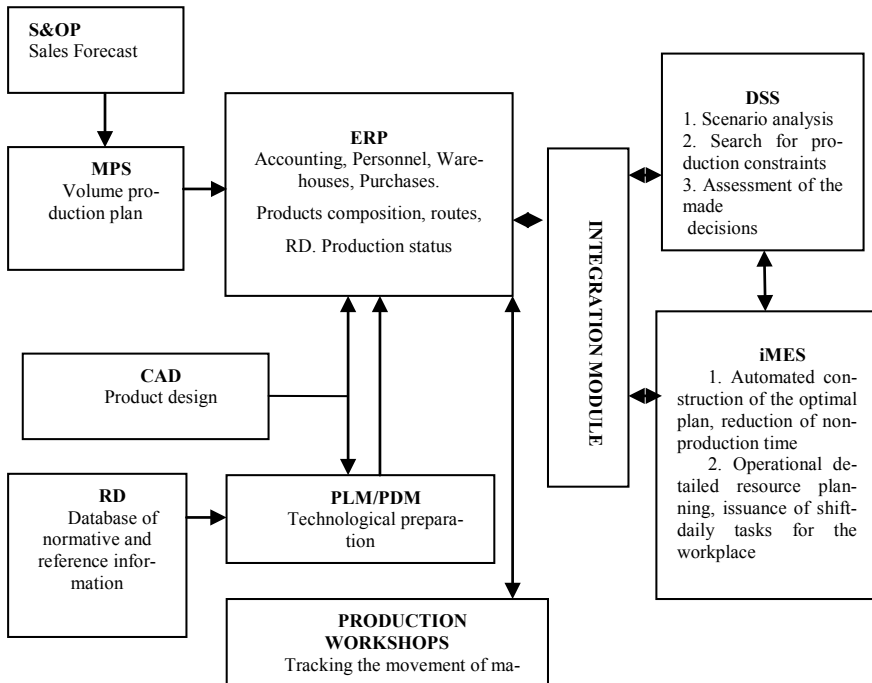 S&OP
Sales Forecast
MPS
Volume pro-
duction plan
ERP
Accounting, Personnel, Ware-
houses, Purchases.
Products composition, routes,
RD. Production status
CAD
Product design
RD
Database of
normative and
reference infor-
mation
PLM/PDM
Technological prepara-
tion
PRODUCTION
WORKSHOPS
Tracking the movement of ma-
INTEGRATION MODULE
DSS
1. Scenario analysis
2. Search for pro-
duction constraints
3. Assessment of the
made
decisions
iMES
1. Automated con-
struction of the optimal
plan, reduction of non-
production time
2. Operational de-
tailed resource plan-
ning, issuance of shift-
daily tasks for the
workplace